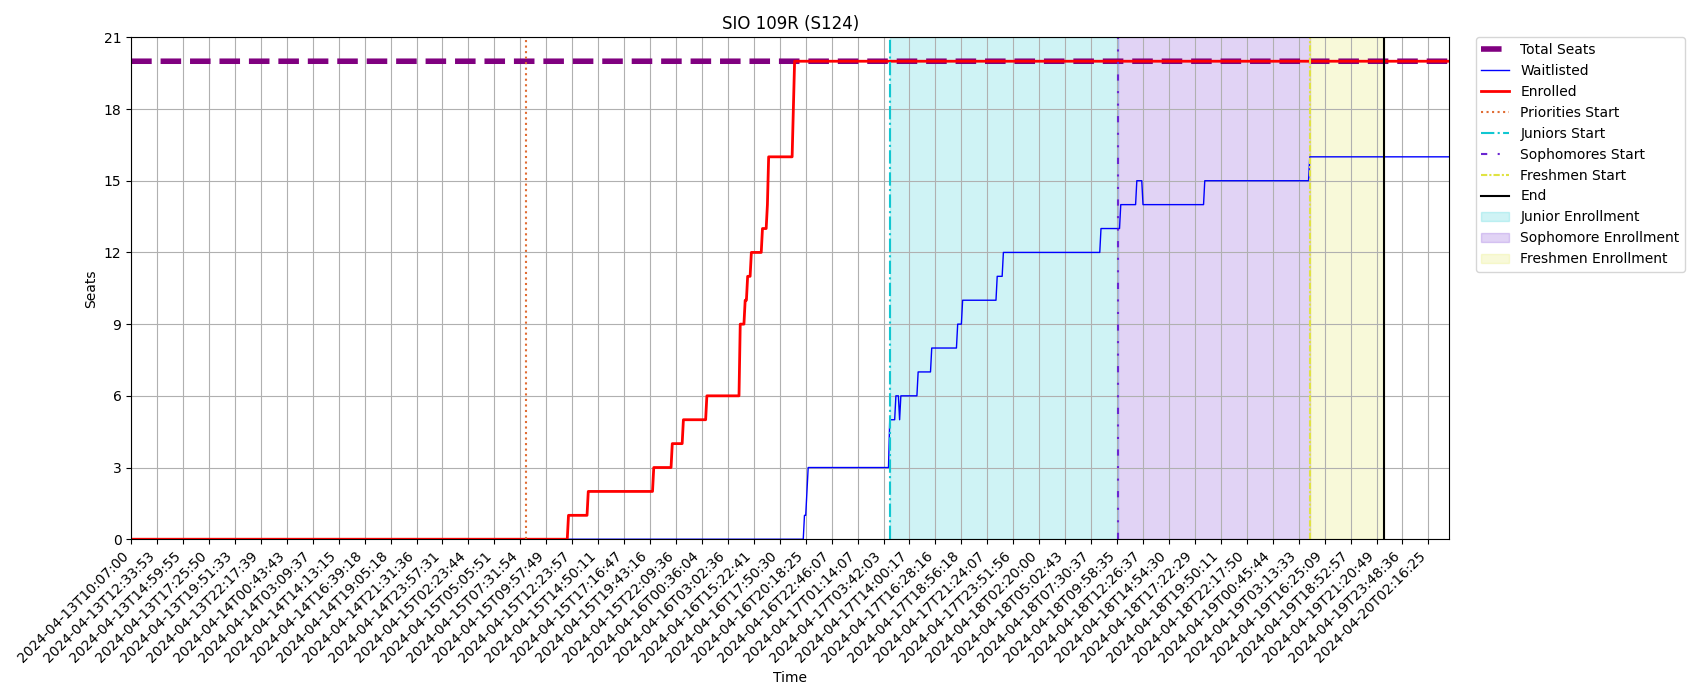 SIO 109R (S124)
21
18
15
12
9
6
3
0
Seats
2024-04-13T10:07:00
2024-04-13T12:33:53
2024-04-13T14:59:55
2024-04-13T17:25:50
2024-04-13T19:51:33
2024-04-13T22:17:39
2024-04-14T00:43:43
2024-04-14T03:09:37
2024-04-14T14:13:15
2024-04-14T16:39:18
2024-04-14T19:05:18
2024-04-14T21:31:36
2024-04-14T23:57:31
2024-04-15T02:23:44
2024-04-15T05:05:51
2024-04-15T07:31:54
2024-04-15T09:57:49
2024-04-15T12:23:57
2024-04-15T14:50:11
2024-04-15T17:16:47
2024-04-15T19:43:16
2024-04-15T22:09:36
2024-04-16T00:36:04
2024-04-16T03:02:36
2024-04-16T15:22:41
2024-04-16T17:50:30
2024-04-16T20:18:25
2024-04-16T22:46:07
2024-04-17T01:14:07
2024-04-17T03:42:03
2024-04-17T14:00:17
2024-04-17T16:28:16
2024-04-17T18:56:18
2024-04-17T21:24:07
2024-04-17T23:51:56
2024-04-18T02:20:00
2024-04-18T05:02:43
2024-04-18T07:30:37
2024-04-18T09:58:35
2024-04-18T12:26:37
2024-04-18T14:54:30
2024-04-18T17:22:29
2024-04-18T19:50:11
2024-04-18T22:17:50
2024-04-19T00:45:44
2024-04-19T03:13:33
2024-04-19T16:25:09
2024-04-19T18:52:57
2024-04-19T21:20:49
2024-04-19T23:48:36
2024-04-20T02:16:25
Time
Total Seats
Waitlisted
Enrolled
Priorities Start
Juniors Start
Sophomores Start
Freshmen Start
End
Junior Enrollment
Sophomore Enrollment
Freshmen Enrollment